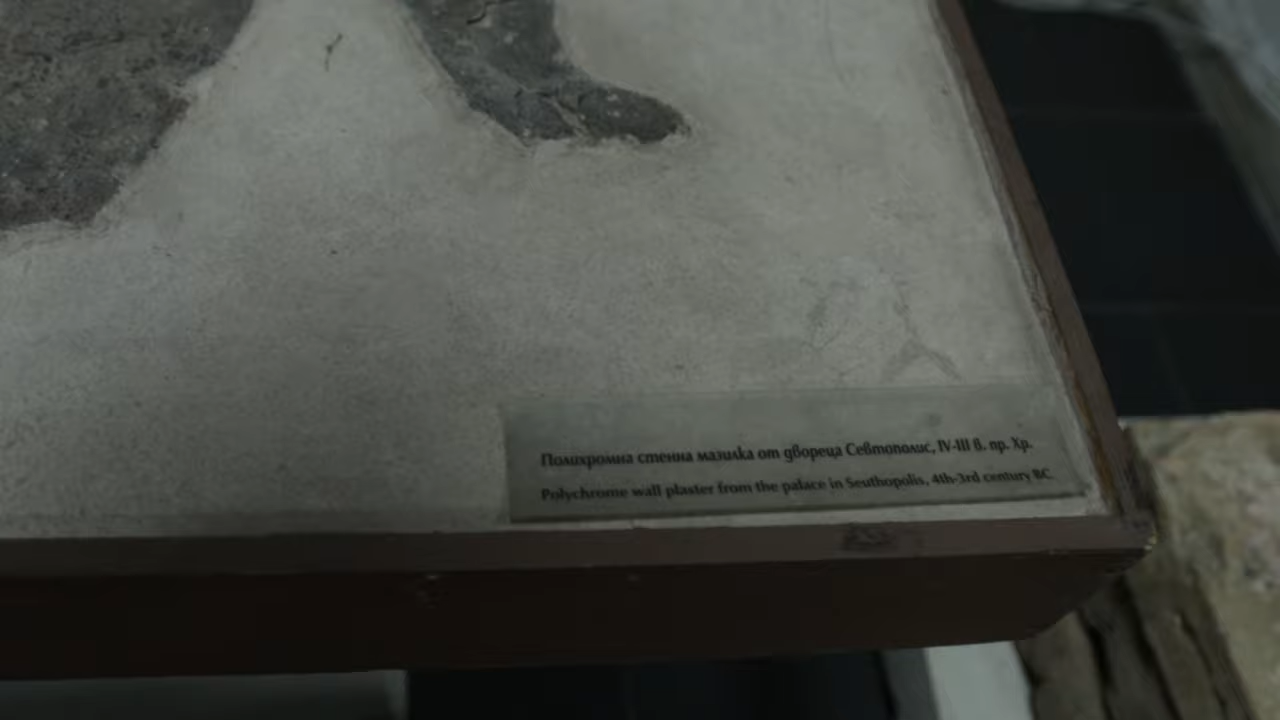 Полихромна стенна мазилка от двореца Севтополис, IV-III в. пр. Хр.
Polychrome wall plaster from the palace in Seuthopolis, 4th-3rd century BC